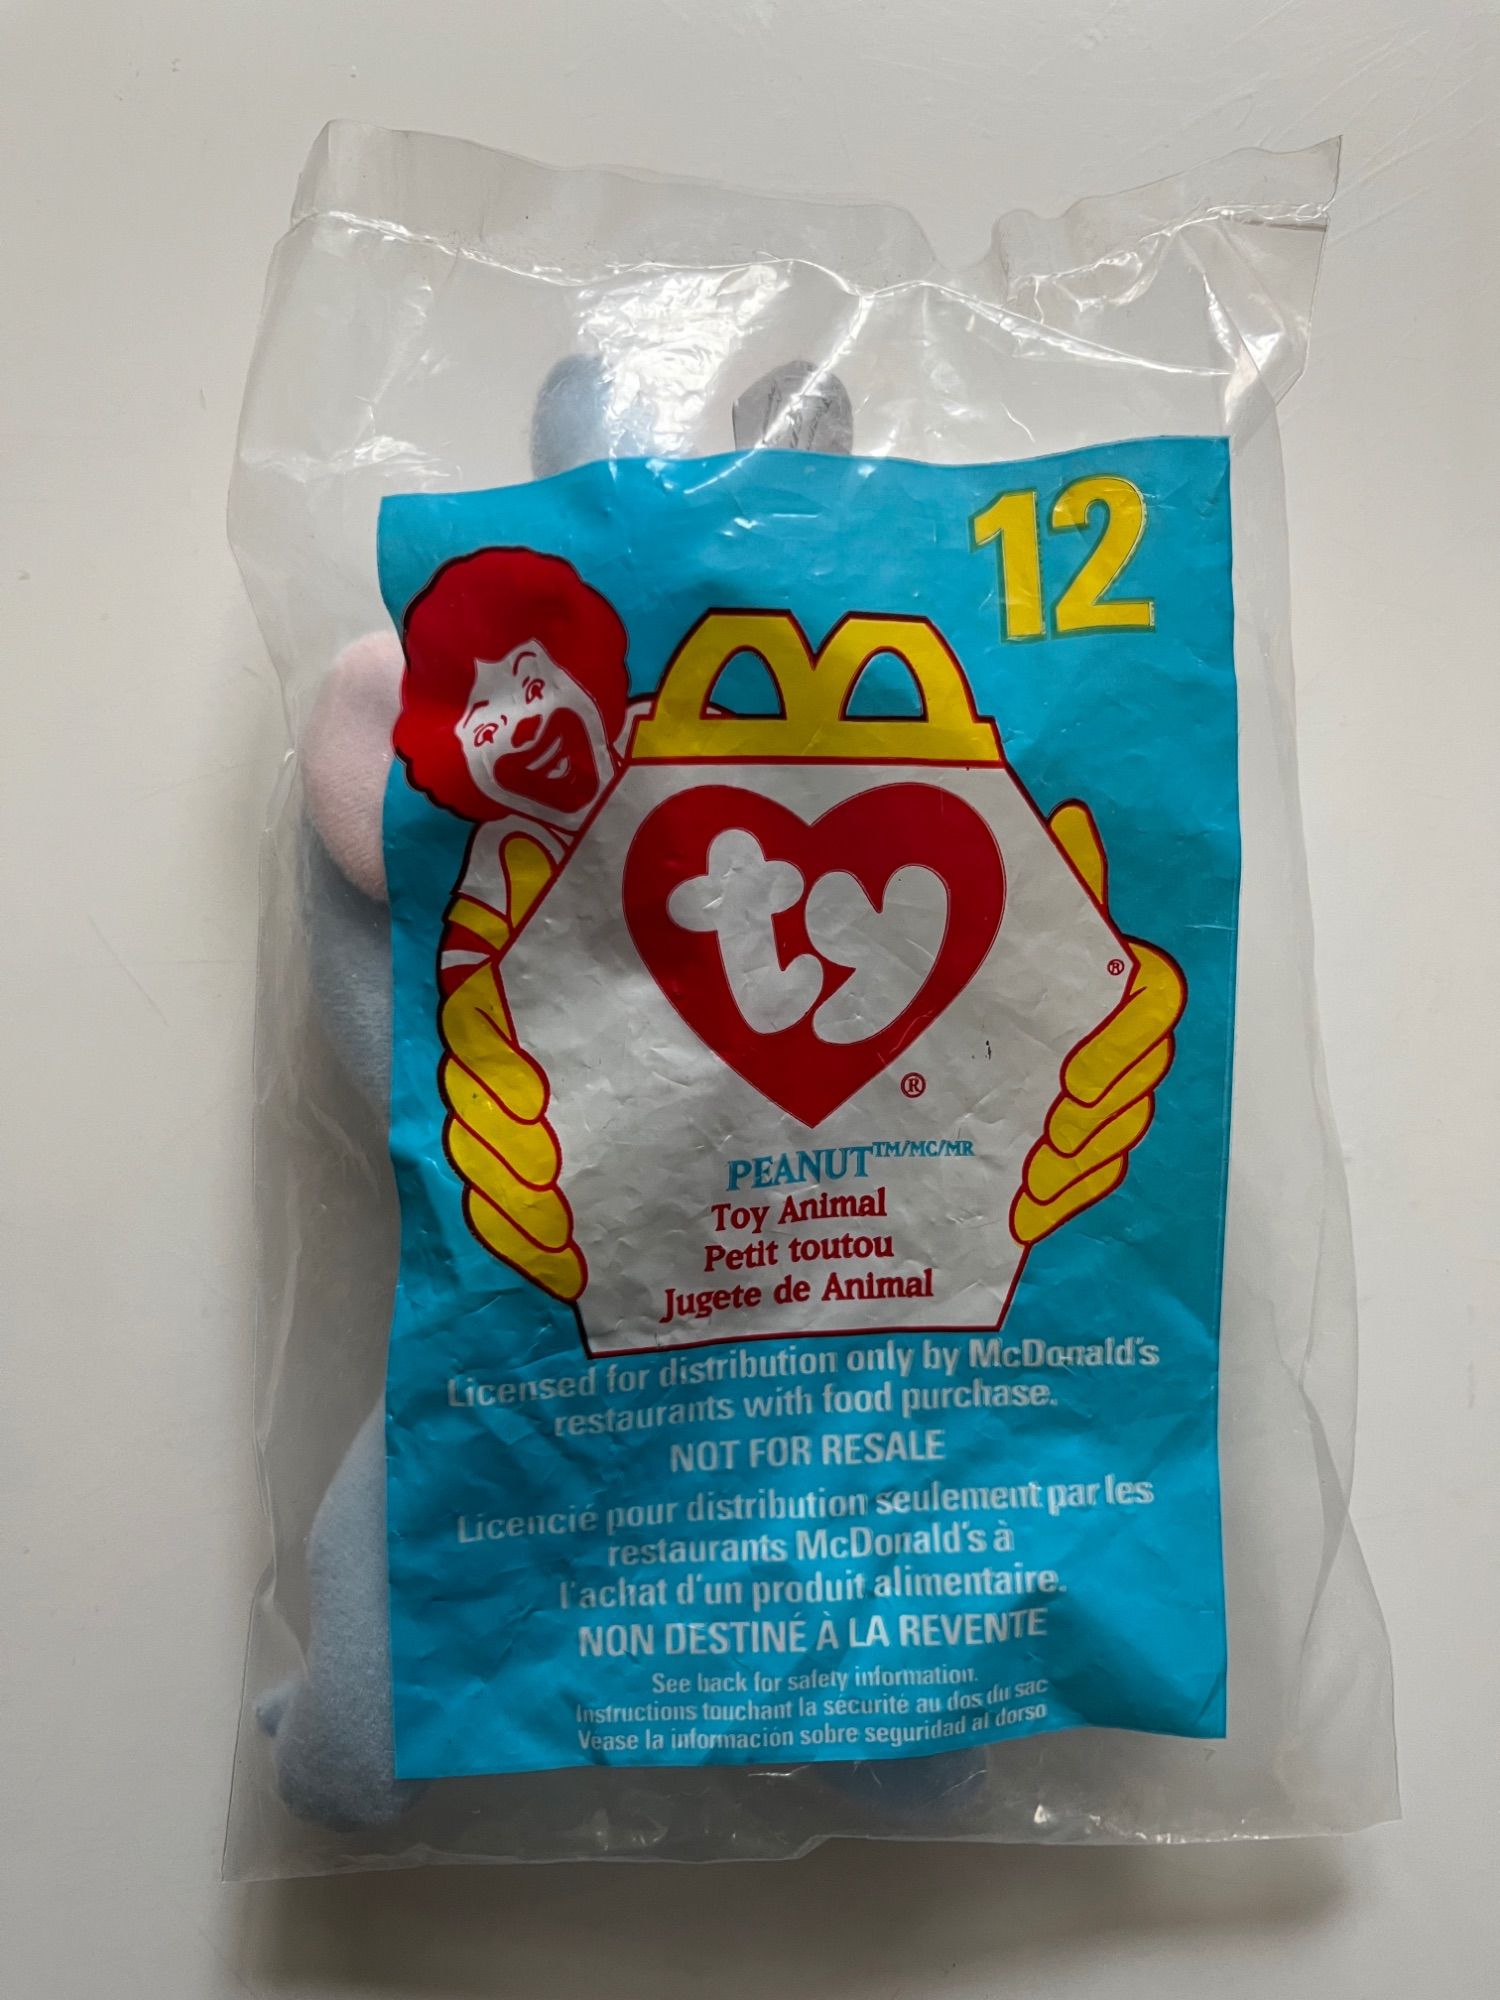 12
ty
®
®
PEANUT™/MC/MR
Toy Animal
Petit toutou
Jugete de Animal
Licensed for distribution only by McDonald's
restaurants with food purchase.
NOT FOR RESALE
Licencié pour distribution seulement par les
restaurants McDonald's à
l'achat d'un produit alimentaire.
NON DESTINÉ À LA REVENTE
See back for safety information.
Instructions touchant la sécurité au dos du sac
Vease la información sobre seguridad al dorso